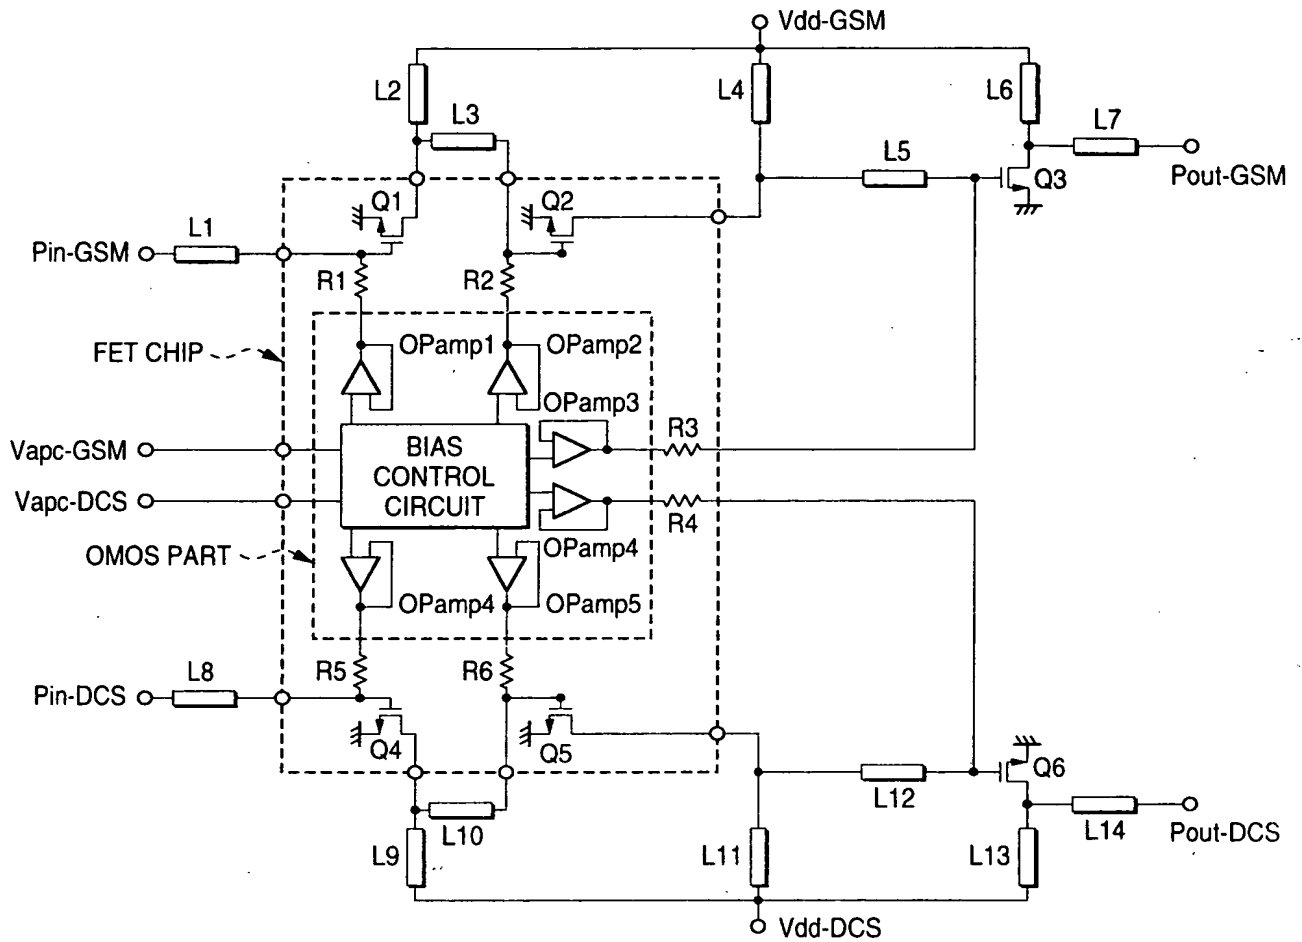 Vdd-GSM
L2
L3
L4
L6
L7
L5
Q3
Pout-GSM
Q1
Q2
Pin-GSM
L1
R1
R2
FET CHIP
OPamp1
OPamp2
OPamp3
R3
Vapc-GSM
BIAS
CONTROL
CIRCUIT
Vapc-DCS
R4
OMOS PART
OPamp4
OPamp4
OPamp5
R5
R6
Pin-DCS
L8
Q4
Q5
Q6
L12
L10
L14
Pout-DCS
L9
L11
L13
Vdd-DCS